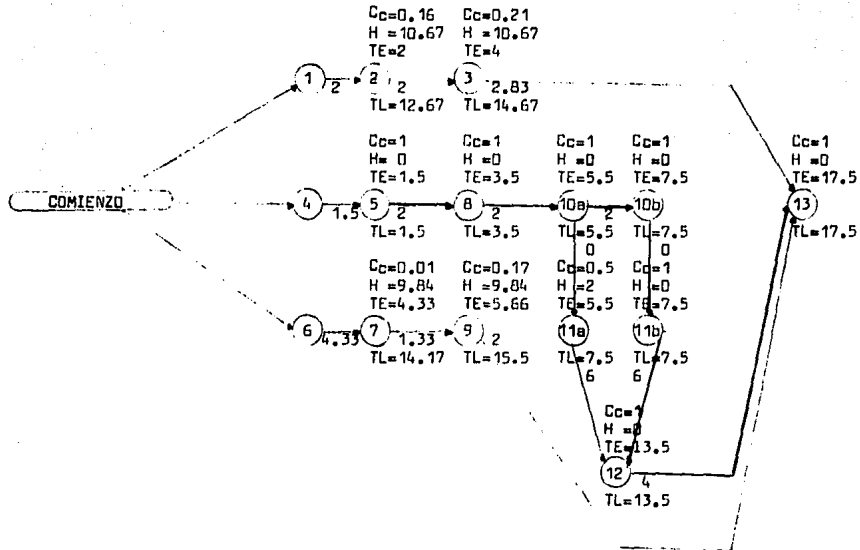 Cc=0.16 Cc=0.21
H =10.67 H =10.67
TE=2 TE=4
1 2 2 2 3 2.83
TL=12.67 TL=14.67
Cc=1 Cc=1 Cc=1 Cc=1 Cc=1
H= 0 H =0 H =0 H =0 H =0
TE=1.5 TE=3.5 TE=5.5 TE=7.5 TE=17.5
COMIENZO 4 1.5 5 2 8 2 10a 2 10b 13
TL=1.5 TL=3.5 TL=5.5 TL=7.5 TL=17.5
0 0
Cc=0.01 Cc=0.17 Cc=0.5 Cc=1
H =9.84 H =9.84 H =2 H =0
TE=4.33 TE=5.66 TE=5.5 TE=7.5
6 4.33 7 1.33 9 2 11a 11b
TL=14.17 TL=15.5 TL=7.5 TL=7.5
6 6
Cc=1
H =0
TE=13.5
12 4
TL=13.5